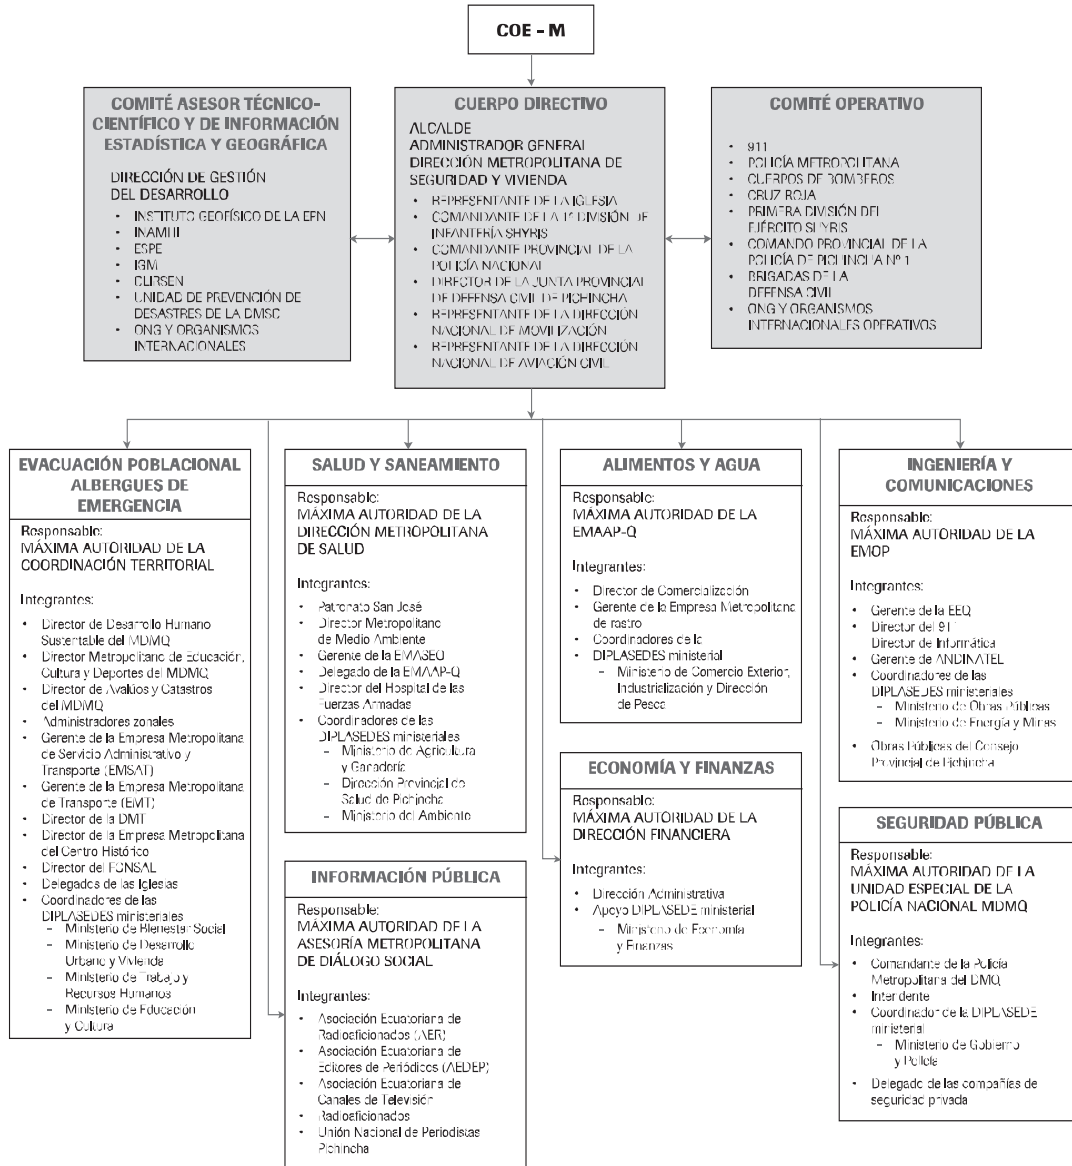 COE - M
COMITÉ ASESOR TÉCNICO-
CIENTÍFICO Y DE INFORMACIÓN
ESTADÍSTICA Y GEOGRÁFICA
DIRECCIÓN DE GESTIÓN
DEL DESARROLLO
• INSTITUTO GEOFÍSICO DE LA EPN
• INAMHI
• ESPE
• IGM
• CLIRSEN
• UNIDAD DE PREVENCIÓN DE
DESASTRES DE LA DMSC
• ONG Y ORGANISMOS
INTERNACIONALES
CUERPO DIRECTIVO
ALCALDE
ADMINISTRADOR GENERAL
DIRECCIÓN METROPOLITANA DE
SEGURIDAD Y VIVIENDA
• REPRESENTANTE DE LA IGLESIA
• COMANDANTE DE LA 1ª DIVISIÓN DE
INFANTERÍA SHYRIS
• COMANDANTE PROVINCIAL DE LA
POLICÍA NACIONAL
• DIRECTOR DE LA JUNTA PROVINCIAL
DE DEFENSA CIVIL DE PICHINCHA
• REPRESENTANTE DE LA DIRECCIÓN
NACIONAL DE MOVILIZACIÓN
• REPRESENTANTE DE LA DIRECCIÓN
NACIONAL DE AVIACIÓN CIVIL
COMITÉ OPERATIVO
• 911
• POLICÍA METROPOLITANA
• CUERPOS DE BOMBEROS
• CRUZ ROJA
• PRIMERA DIVISIÓN DEL
EJÉRCITO SHYRIS
• COMANDO PROVINCIAL DE LA
POLICÍA DE PICHINCHA Nº 1
• BRIGADAS DE LA
DEFENSA CIVIL
• ONG Y ORGANISMOS
INTERNACIONALES OPERATIVOS
EVACUACIÓN POBLACIONAL
ALBERGUES DE
EMERGENCIA
Responsable:
MÁXIMA AUTORIDAD DE LA
COORDINACIÓN TERRITORIAL
Integrantes:
• Director de Desarrollo Humano
Sustentable del MDMQ
• Director Metropolitano de Educación,
Cultura y Deportes del MDMQ
• Director de Avalúos y Catastros
del MDMQ
• Administradores zonales
• Gerente de la Empresa Metropolitana
de Servicio Administrativo y
Transporte (EMSAT)
• Gerente de la Empresa Metropolitana
de Transporte (EMT)
• Director de la DMT
• Director de la Empresa Metropolitana
del Centro Histórico
• Director del FONSAL
• Delegados de las Iglesias
• Coordinadores de las
DIPLASEDES ministeriales
– Ministerio de Bienestar Social
– Ministerio de Desarrollo
Urbano y Vivienda
– Ministerio de Trabajo y
Recursos Humanos
– Ministerio de Educación
y Cultura
SALUD Y SANEAMIENTO
Responsable:
MÁXIMA AUTORIDAD DE LA
DIRECCIÓN METROPOLITANA
DE SALUD
Integrantes:
• Patronato San José
• Director Metropolitano
de Medio Ambiente
• Gerente de la EMASEO
• Delegado de la EMAAP-Q
• Director del Hospital de las
Fuerzas Armadas
• Coordinadores de las
DIPLASEDES ministeriales
– Ministerio de Agricultura
y Ganadería
– Dirección Provincial de
Salud de Pichincha
– Ministerio del Ambiente
INFORMACIÓN PÚBLICA
Responsable:
MÁXIMA AUTORIDAD DE LA
ASESORÍA METROPOLITANA
DE DIÁLOGO SOCIAL
Integrantes:
• Asociación Ecuatoriana de
Radioaficionados (AER)
• Asociación Ecuatoriana de
Editores de Periódicos (AEDEP)
• Asociación Ecuatoriana de
Canales de Televisión
• Radioaficionados
• Unión Nacional de Periodistas
Pichincha
ALIMENTOS Y AGUA
Responsable:
MÁXIMA AUTORIDAD DE LA
EMAAP-Q
Integrantes:
• Director de Comercialización
• Gerente de la Empresa Metropolitana
de rastro
• Coordinadores de la
• DIPLASEDES ministerial
– Ministerio de Comercio Exterior,
Industrialización y Dirección
de Pesca
ECONOMÍA Y FINANZAS
Responsable:
MÁXIMA AUTORIDAD DE LA
DIRECCIÓN FINANCIERA
Integrantes:
• Dirección Administrativa
• Apoyo DIPLASEDE ministerial
– Ministerio de Economía
y Finanzas
INGENIERÍA Y
COMUNICACIONES
Responsable:
MÁXIMA AUTORIDAD DE LA
EMOP
Integrantes:
• Gerente de la EEQ
• Director del 911
Director de Informática
• Gerente de ANDINATEL
• Coordinadores de las
DIPLASEDES ministeriales
– Ministerio de Obras Públicas
– Ministerio de Energía y Minas
• Obras Públicas del Consejo
Provincial de Pichincha
SEGURIDAD PÚBLICA
Responsable:
MÁXIMA AUTORIDAD DE LA
UNIDAD ESPECIAL DE LA
POLICÍA NACIONAL MDMQ
Integrantes:
• Comandante de la Policía
Metropolitana del DMQ
• Intendente
• Coordinador de la DIPLASEDE
ministerial
– Ministerio de Gobierno
y Policía
• Delegado de las compañías de
seguridad privada